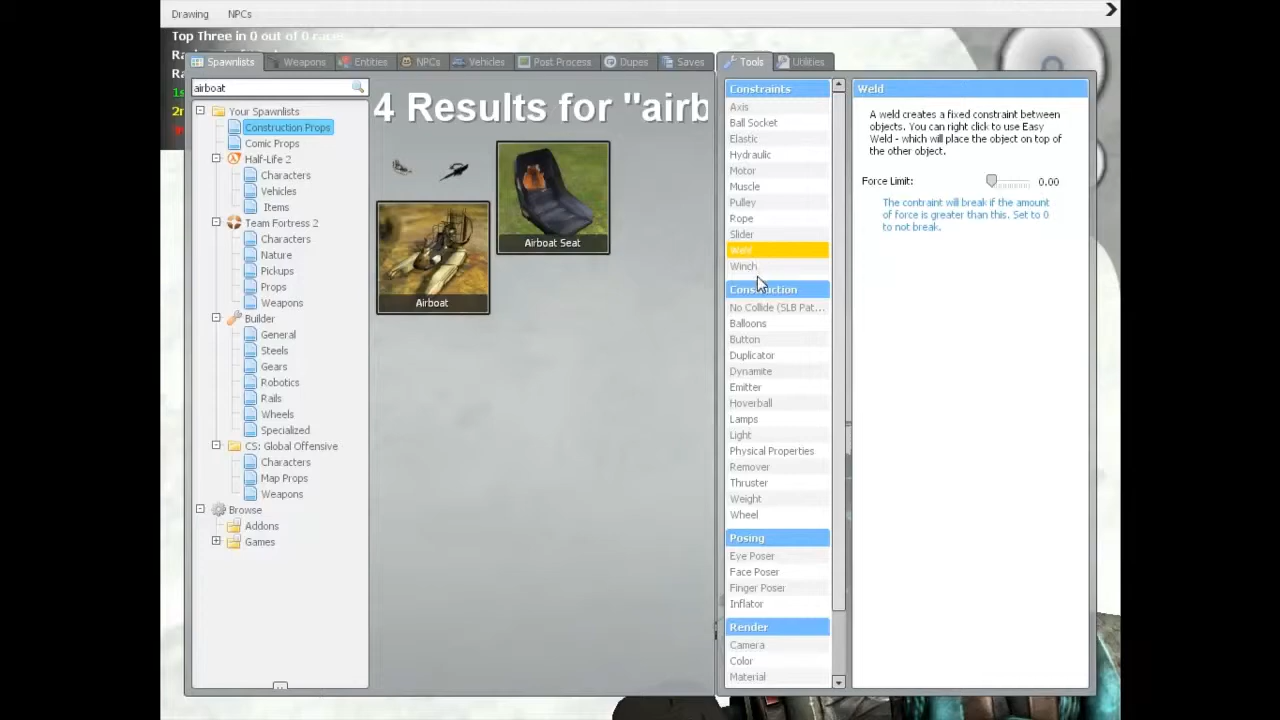 Drawing NPCs
Top Three in 0 out of 0 races
Spawnlists Weapons Entities NPCs Vehicles Post Process Dupes Saves
airboat
Your Spawnlists
Construction Props
Comic Props
Half-Life 2
Characters
Vehicles
Items
Team Fortress 2
Characters
Nature
Pickups
Props
Weapons
Builder
General
Steels
Gears
Robotics
Rails
Wheels
Specialized
CS: Global Offensive
Characters
Map Props
Weapons
Browse
Addons
Games
4 Results for "airb
Airboat Seat
Airboat
Tools Utilities
Constraints
Axis
Ball Socket
Elastic
Hydraulic
Motor
Muscle
Pulley
Rope
Slider
Weld
Winch
Construction
No Collide (SLB Pat...
Balloons
Button
Duplicator
Dynamite
Emitter
Hoverball
Lamps
Light
Physical Properties
Remover
Thruster
Weight
Wheel
Posing
Eye Poser
Face Poser
Finger Poser
Inflator
Render
Camera
Color
Material
Weld
A weld creates a fixed constraint between
objects. You can right click to use Easy
Weld - which will place the object on top of
the other object.
Force Limit: 0.00
The contraint will break if the amount
of force is greater than this. Set to 0
to not break.